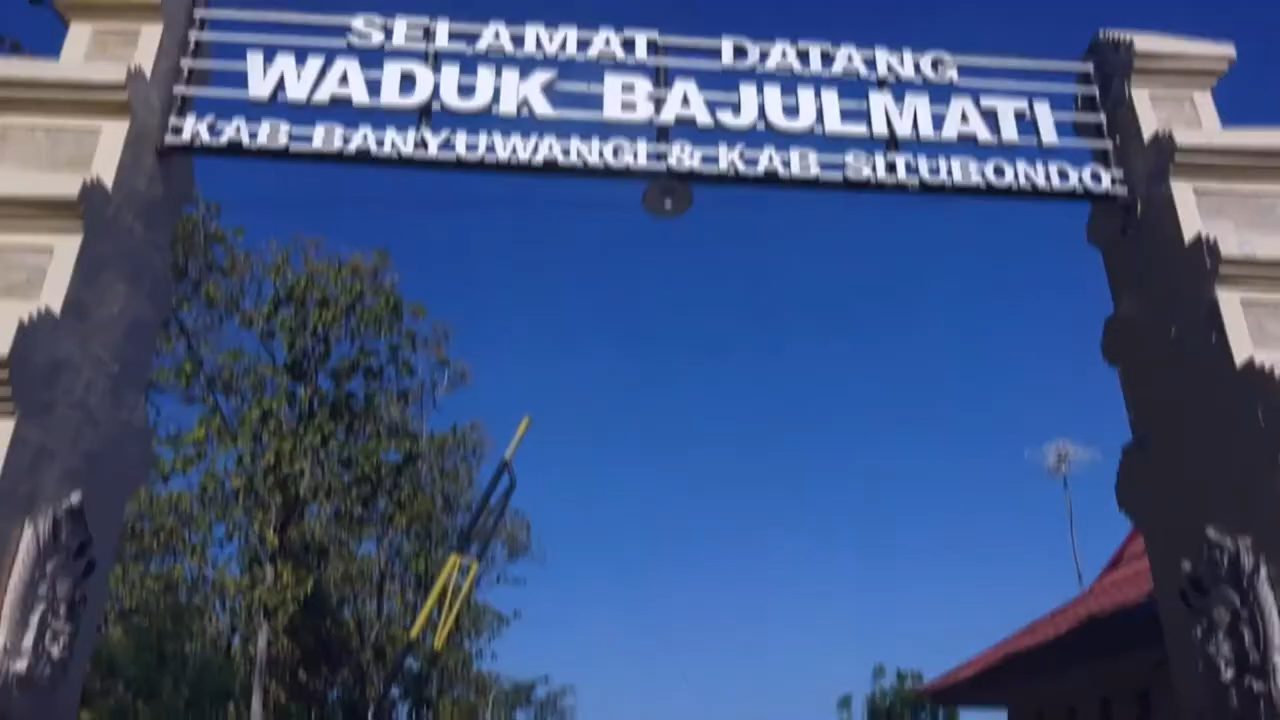 SELAMAT DATANG
WADUK BAJULMATI
KAB BANYUWANGI & KAB SITUBONDO